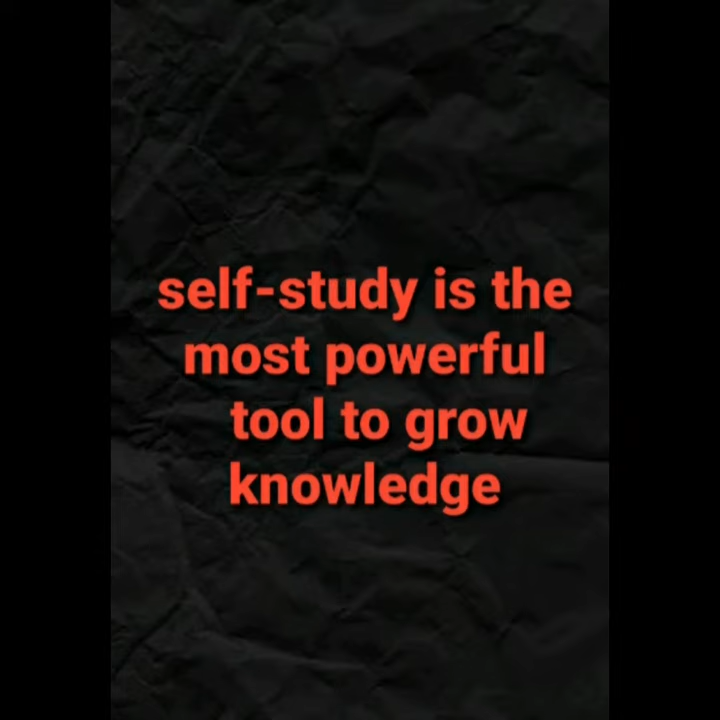 self-study is the
most powerful
tool to grow
knowledge